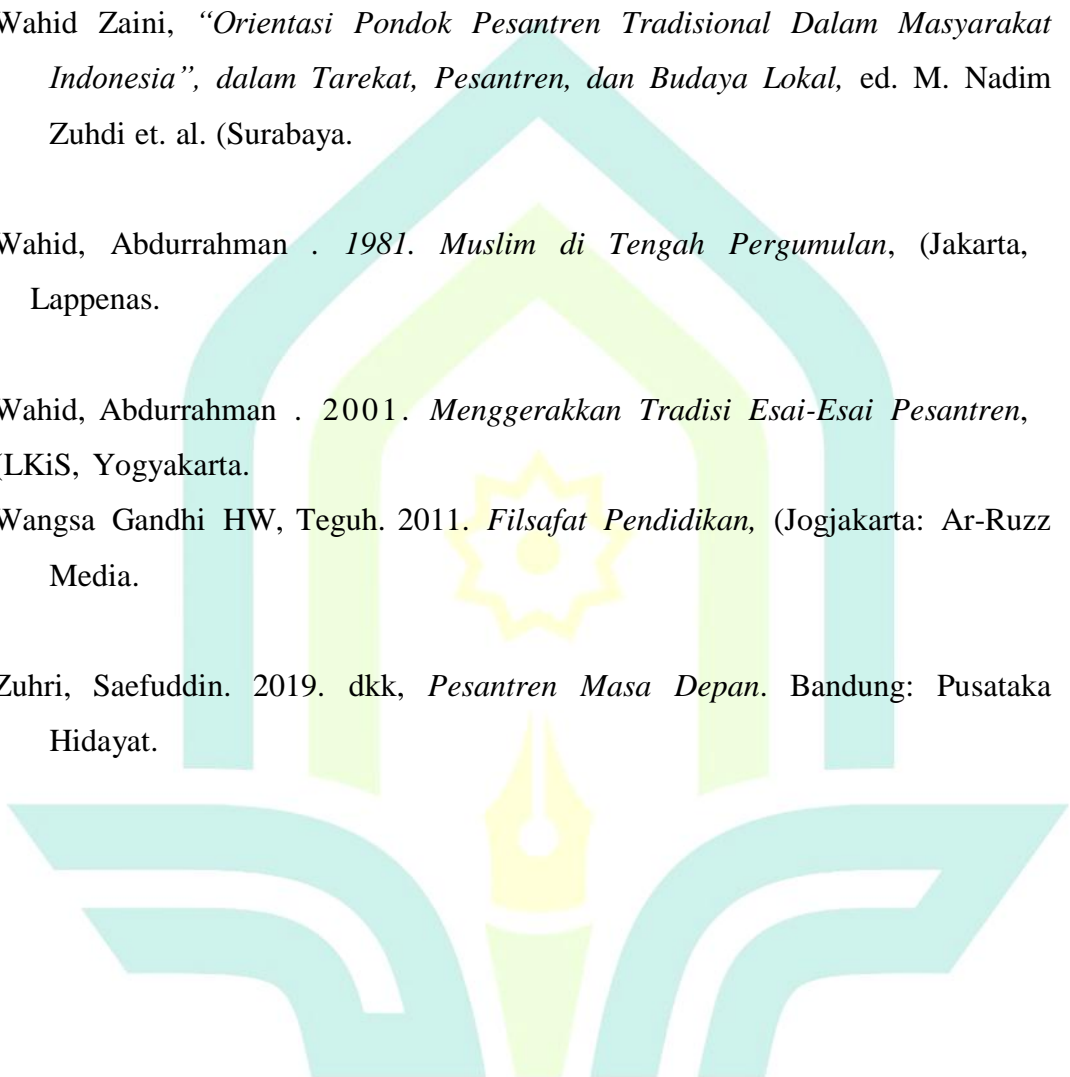 Wahid Zaini, “Orientasi Pondok Pesantren Tradisional Dalam Masyarakat
Indonesia”, dalam Tarekat, Pesantren, dan Budaya Lokal, ed. M. Nadim
Zuhdi et. al. (Surabaya.
Wahid, Abdurrahman . 1981. Muslim di Tengah Pergumulan, (Jakarta,
Lappenas.
Wahid, Abdurrahman . 2001. Menggerakkan Tradisi Esai-Esai Pesantren,
(LKiS, Yogyakarta.
Wangsa Gandhi HW, Teguh. 2011. Filsafat Pendidikan, (Jogjakarta: Ar-Ruzz
Media.
Zuhri, Saefuddin. 2019. dkk, Pesantren Masa Depan. Bandung: Pusataka
Hidayat.